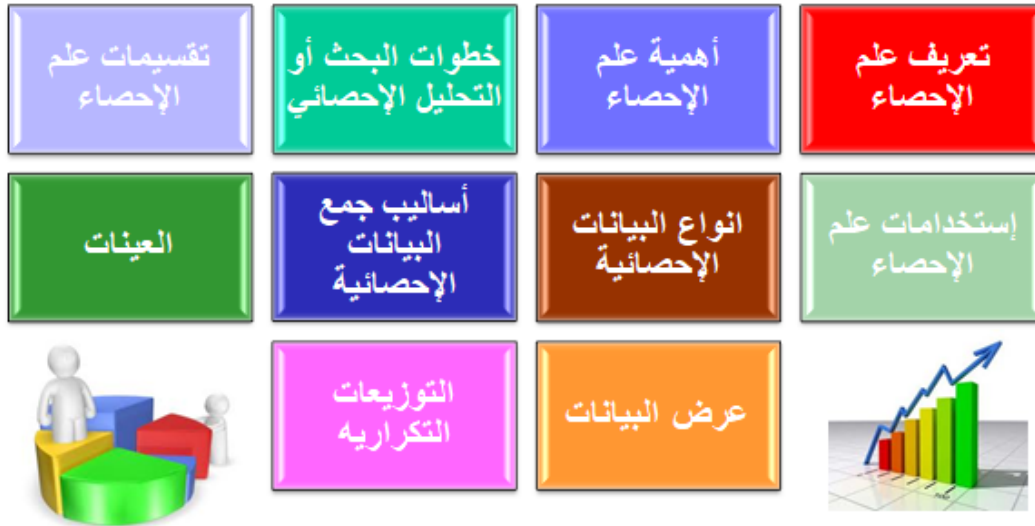 تعريف علم
الإحصاء
أهمية علم
الإحصاء
خطوات البحث أو
التحليل الإحصائي
تقسيمات علم
الإحصاء
إستخدامات علم
الإحصاء
انواع البيانات
الإحصائية
أساليب جمع
البيانات
الإحصائية
العينات
عرض البيانات
التوزيعات
التكراريه